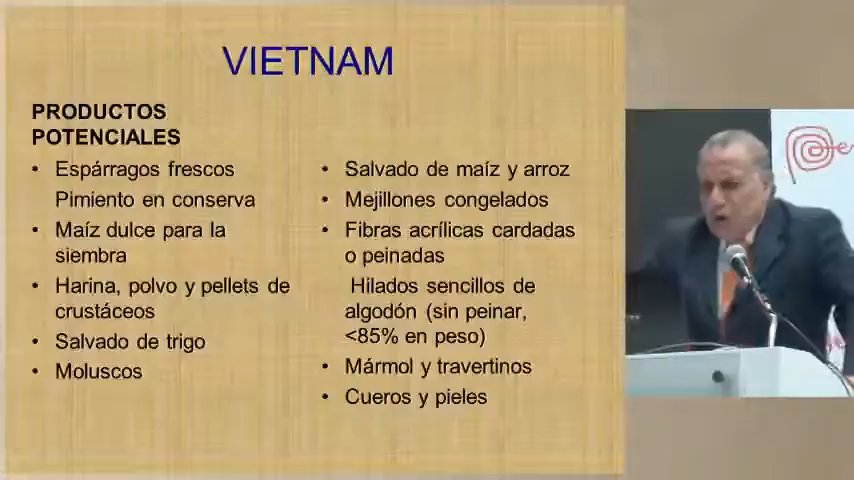 VIETNAM
PRODUCTOS
POTENCIALES
• Espárragos frescos
Pimiento en conserva
• Maíz dulce para la
siembra
• Harina, polvo y pellets de
crustáceos
• Salvado de trigo
• Moluscos
• Salvado de maíz y arroz
• Mejillones congelados
• Fibras acrílicas cardadas
o peinadas
Hilados sencillos de
algodón (sin peinar,
<85% en peso)
• Mármol y travertinos
• Cueros y pieles